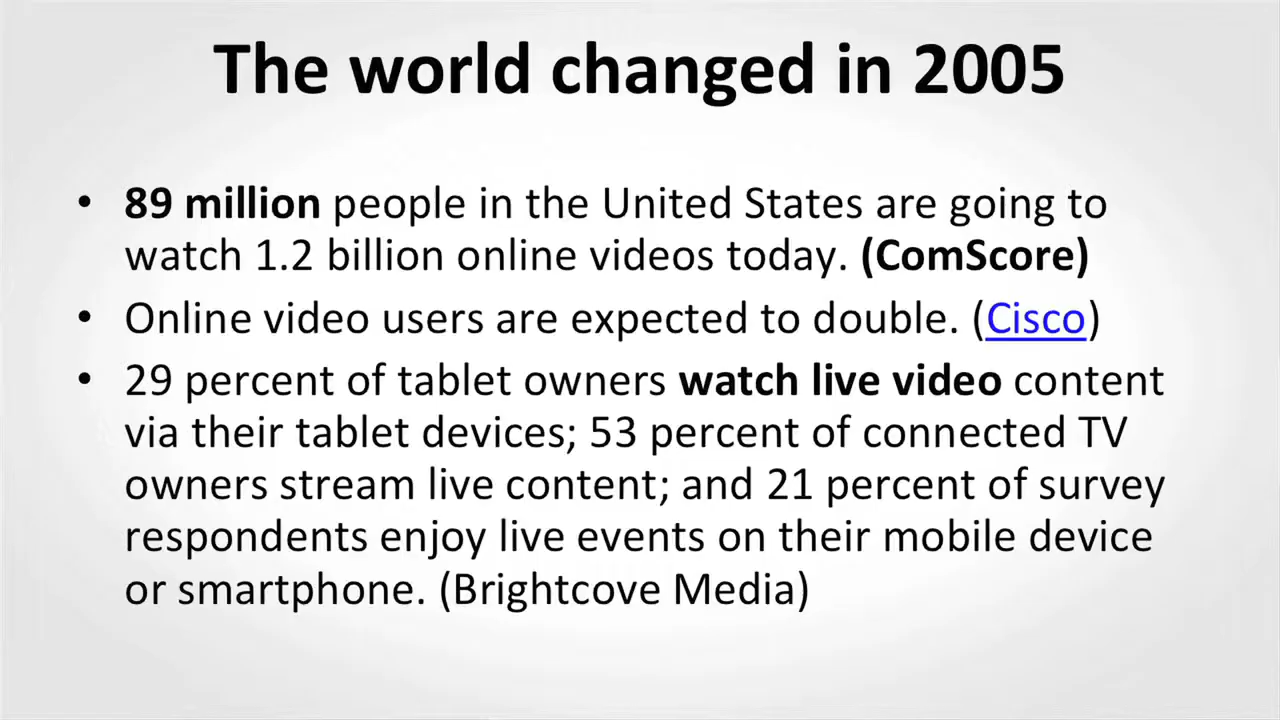 The world changed in 2005
• 89 million people in the United States are going to
watch 1.2 billion online videos today. (ComScore)
• Online video users are expected to double. (Cisco)
• 29 percent of tablet owners watch live video content
via their tablet devices; 53 percent of connected TV
owners stream live content; and 21 percent of survey
respondents enjoy live events on their mobile device
or smartphone. (Brightcove Media)